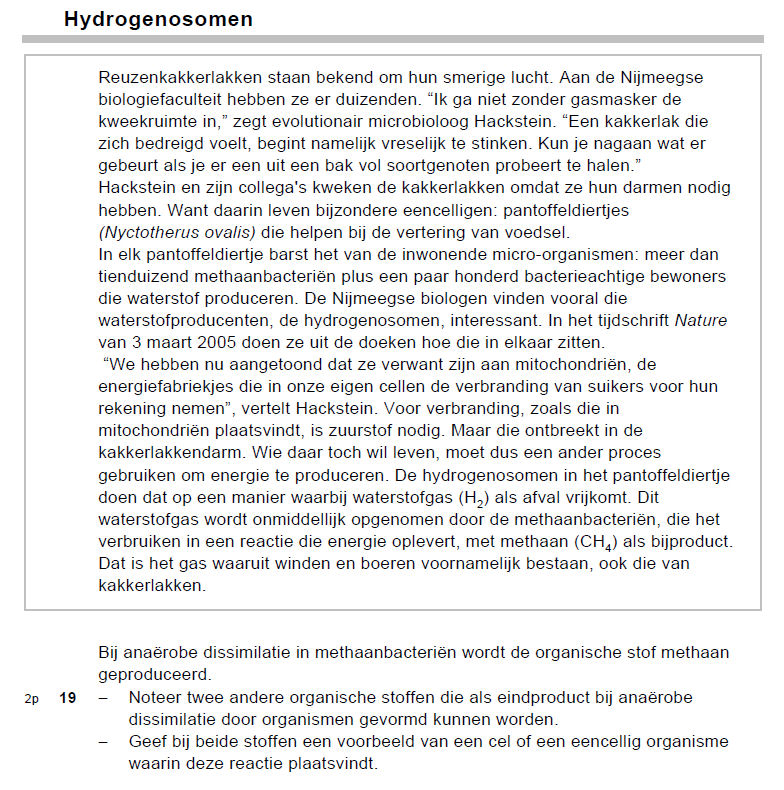 Hydrogenosomen
Reuzenkakkerlakken staan bekend om hun smerige lucht. Aan de Nijmeegse
biologiefaculteit hebben ze er duizenden. “Ik ga niet zonder gasmasker de
kweekruimte in,” zegt evolutionair microbioloog Hackstein. “Een kakkerlak die
zich bedreigd voelt, begint namelijk vreselijk te stinken. Kun je nagaan wat er
gebeurt als je er een uit een bak vol soortgenoten probeert te halen.”
Hackstein en zijn collega's kweken de kakkerlakken omdat ze hun darmen nodig
hebben. Want daarin leven bijzondere eencelligen: pantoffeldiertjes
(Nyctotherus ovalis) die helpen bij de vertering van voedsel.
In elk pantoffeldiertje barst het van de inwonende micro-organismen: meer dan
tienduizend methaanbacteriën plus een paar honderd bacterieachtige bewoners
die waterstof produceren. De Nijmeegse biologen vinden vooral die
waterstofproducenten, de hydrogenosomen, interessant. In het tijdschrift Nature
van 3 maart 2005 doen ze uit de doeken hoe die in elkaar zitten.
“We hebben nu aangetoond dat ze verwant zijn aan mitochondriën, de
energiefabriekjes die in onze eigen cellen de verbranding van suikers voor hun
rekening nemen”, vertelt Hackstein. Voor verbranding, zoals die in
mitochondriën plaatsvindt, is zuurstof nodig. Maar die ontbreekt in de
kakkerlakkendarm. Wie daar toch wil leven, moet dus een ander proces
gebruiken om energie te produceren. De hydrogenosomen in het pantoffeldiertje
doen dat op een manier waarbij waterstofgas (H2) als afval vrijkomt. Dit
waterstofgas wordt onmiddellijk opgenomen door de methaanbacteriën, die het
verbruiken in een reactie die energie oplevert, met methaan (CH4) als bijproduct.
Dat is het gas waaruit winden en boeren voornamelijk bestaan, ook die van
kakkerlakken.
Bij anaërobe dissimilatie in methaanbacteriën wordt de organische stof methaan
geproduceerd.
2p 19 – Noteer twee andere organische stoffen die als eindproduct bij anaërobe
dissimilatie door organismen gevormd kunnen worden.
– Geef bij beide stoffen een voorbeeld van een cel of een eencellig organisme
waarin deze reactie plaatsvindt.